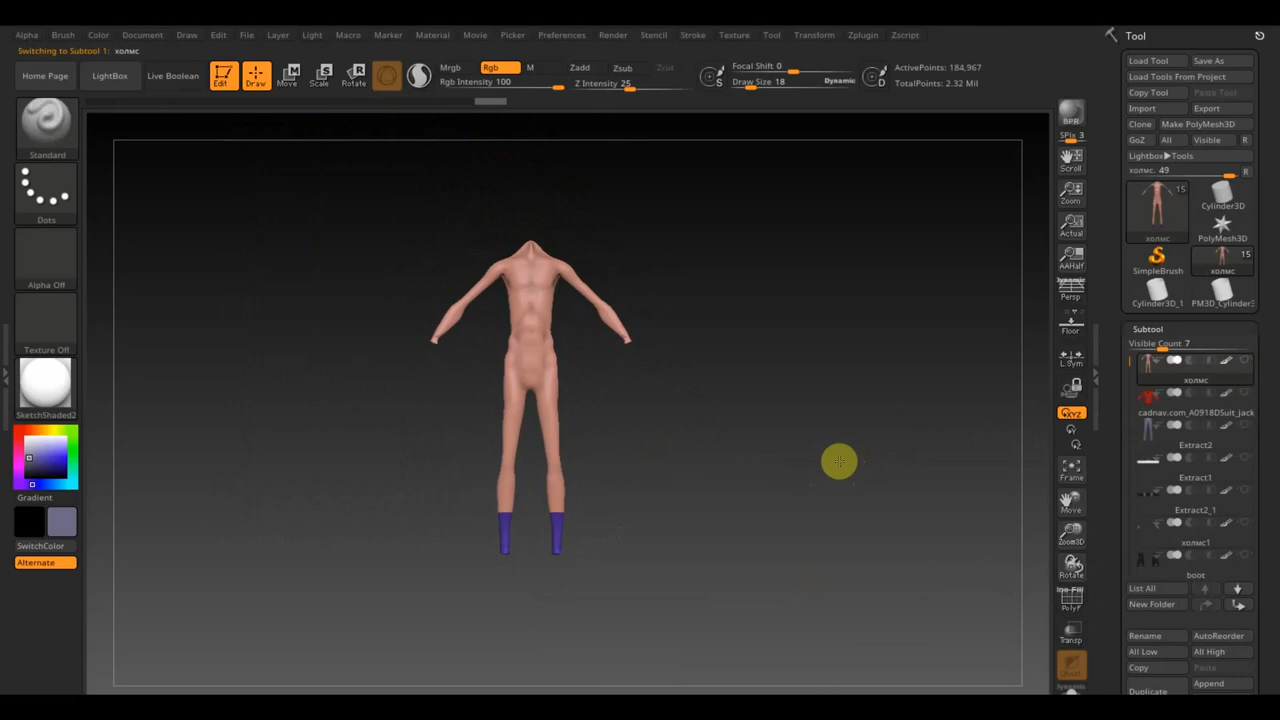 Alpha Brush Color Document Draw Edit File Layer Light Macro Marker Material Movie Picker Preferences Render Stencil Stroke Texture Tool Transform Zplugin Zscript
Switching to Subtool 1: холмс
Home Page
LightBox
Live Boolean
Edit
Draw
Move
Scale
Rotate
Mrgb
Rgb
M
Zadd
Zsub
Zcut
Rgb Intensity 100
Z Intensity 25
Focal Shift 0
Draw Size 18
Dynamic
ActivePoints: 184,967
TotalPoints: 2.32 Mil
Standard
Dots
Alpha Off
Texture Off
SketchShaded2
Gradient
SwitchColor
Alternate
BPR
SPix 3
Scroll
Zoom
Actual
AAHalf
Dynamic
Persp
Floor
L.Sym
XYZ
Frame
Move
Zoom3D
Rotate
PolyF
Transp
Ghost
Dynamic
Tool
Load Tool Save As
Load Tools From Project
Copy Tool Paste Tool
Import Export
Clone Make PolyMesh3D
GoZ All Visible R
Lightbox▶Tools
холмс. 49 R
15
холмс
Cylinder3D
PolyMesh3D
SimpleBrush
15
холмс
Cylinder3D_1
PM3D_Cylinder3
Subtool
Visible Count 7
холмс
cadnav.com_A0918DSuit_jack
Extract2
Extract1
Extract2_1
холмс1
boot
List All
New Folder
Rename AutoReorder
All Low All High
Copy Paste
Duplicate Append